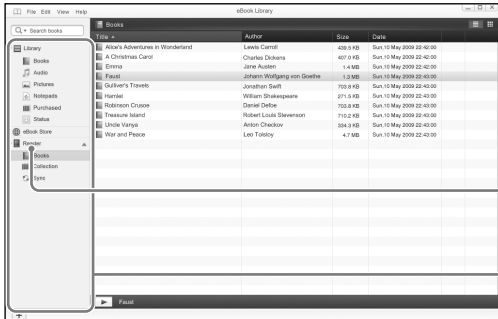 File Edit View Help
eBook Library
Search books
Books
Title Author Size Date
Library
Books
Audio
Pictures
Notepads
Purchased
Status
eBook Store
Reader
Books
Collection
Sync
Alice's Adventures in Wonderland Lewis Carroll 439.5 KB Sun,10 May 2009 22:42:00
A Christmas Carol Charles Dickens 407.0 KB Sun,10 May 2009 22:42:00
Emma Jane Austen 1.4 MB Sun,10 May 2009 22:42:00
Faust Johann Wolfgang von Goethe 1.3 MB Sun,10 May 2009 22:43:00
Gulliver's Travels Jonathan Swift 703.8 KB Sun,10 May 2009 22:43:00
Hamlet William Shakespeare 271.5 KB Sun,10 May 2009 22:43:00
Robinson Crusoe Daniel Defoe 703.8 KB Sun,10 May 2009 22:43:00
Treasure Island Robert Louis Stevenson 710.2 KB Sun,10 May 2009 22:43:00
Uncle Vanya Anton Checkov 334.3 KB Sun,10 May 2009 22:43:00
War and Peace Leo Tolstoy 4.7 MB Sun,10 May 2009 22:43:00
Faust